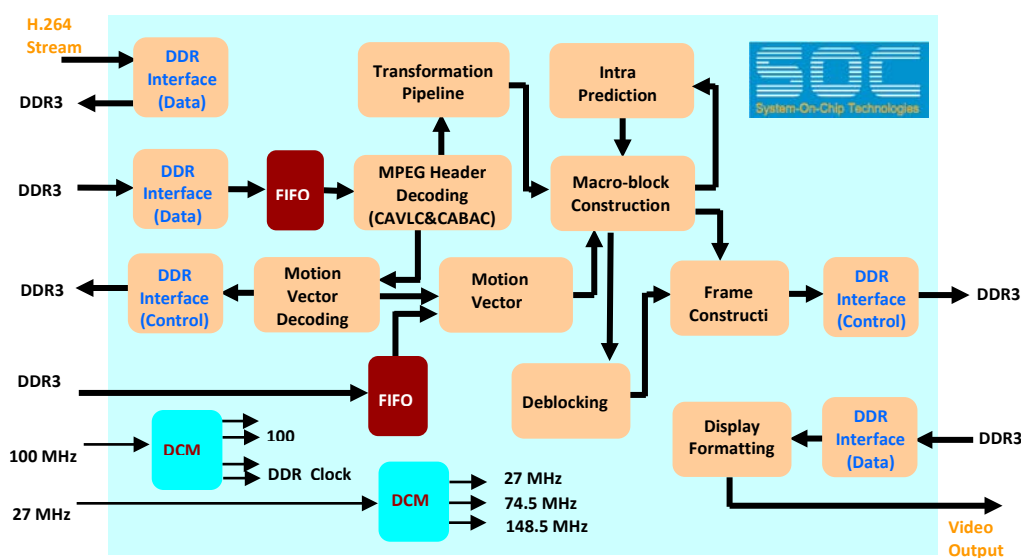 H.264
Stream
DDR
Interface
(Data)
DDR3
Transformation
Pipeline
Intra
Prediction
SOC
System-On-Chip Technologies
DDR3
DDR
Interface
(Data)
FIFO
MPEG Header
Decoding
(CAVLC&CABAC)
Macro-block
Construction
DDR3
DDR
Interface
(Control)
Motion
Vector
Decoding
Motion
Vector
Frame
Constructi
DDR
Interface
(Control)
DDR3
DDR3
FIFO
Deblocking
Display
Formatting
DDR
Interface
(Data)
DDR3
100 MHz
DCM
100
DDR Clock
27 MHz
DCM
27 MHz
74.5 MHz
148.5 MHz
Video
Output